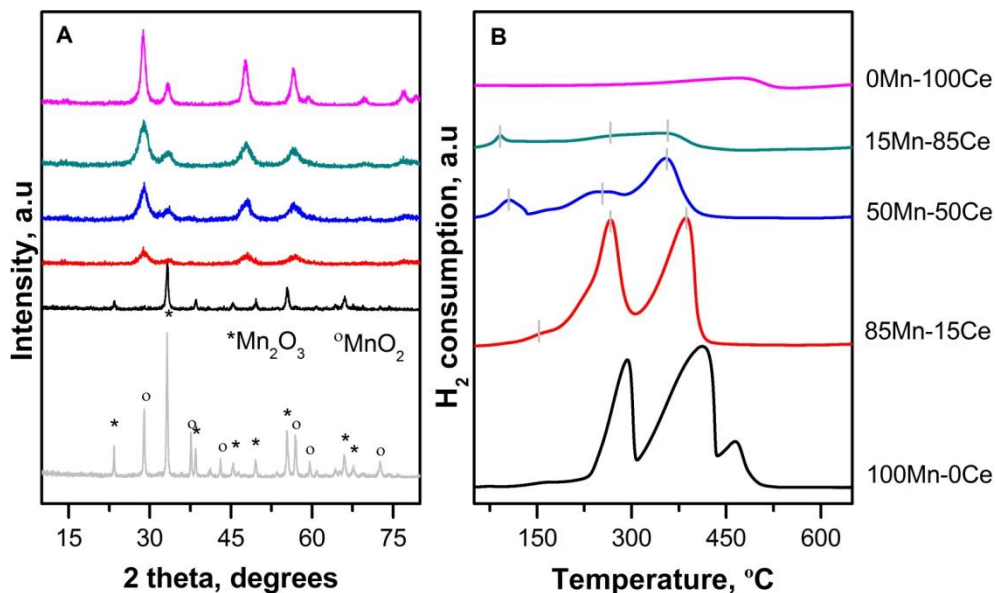 A
B
Intensity, a.u
*Mn₂O₃ ᵒMnO₂
*
* o * o * o * * * o o * * o
15 30 45 60 75
2 theta, degrees
H₂ consumption, a.u
0Mn-100Ce
15Mn-85Ce
50Mn-50Ce
85Mn-15Ce
100Mn-0Ce
150 300 450 600
Temperature, ºC